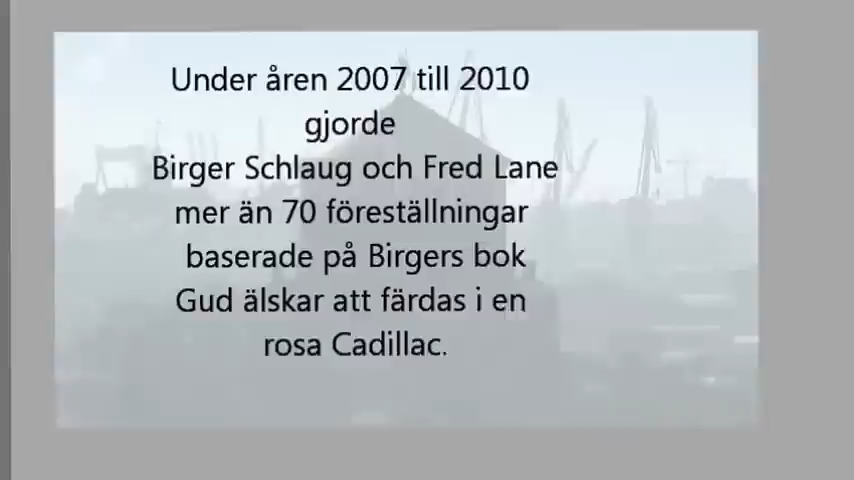 Under åren 2007 till 2010
gjorde
Birger Schlaug och Fred Lane
mer än 70 föreställningar
baserade på Birgers bok
Gud älskar att färdas i en
rosa Cadillac.